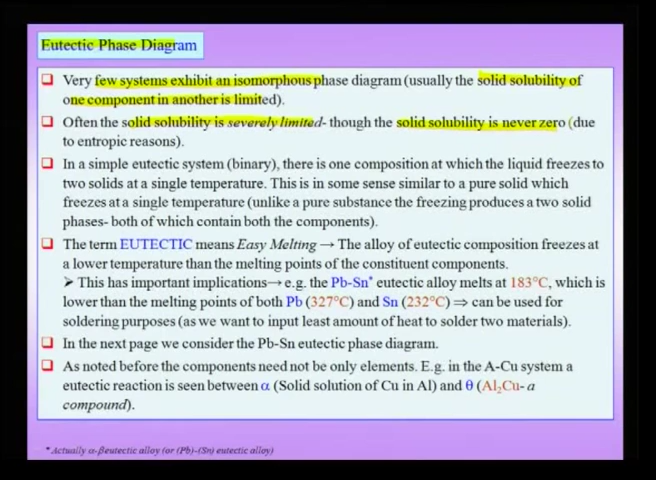 Eutectic Phase Diagram
❑ Very few systems exhibit an isomorphous phase diagram (usually the solid solubility of
one component in another is limited).
❑ Often the solid solubility is severely limited- though the solid solubility is never zero (due
to entropic reasons).
❑ In a simple eutectic system (binary), there is one composition at which the liquid freezes to
two solids at a single temperature. This is in some sense similar to a pure solid which
freezes at a single temperature (unlike a pure substance the freezing produces a two solid
phases- both of which contain both the components).
❑ The term EUTECTIC means Easy Melting → The alloy of eutectic composition freezes at
a lower temperature than the melting points of the constituent components.
➤ This has important implications→ e.g. the Pb-Sn* eutectic alloy melts at 183°C, which is
lower than the melting points of both Pb (327°C) and Sn (232°C) ⇒ can be used for
soldering purposes (as we want to input least amount of heat to solder two materials).
❑ In the next page we consider the Pb-Sn eutectic phase diagram.
❑ As noted before the components need not be only elements. E.g. in the A-Cu system a
eutectic reaction is seen between α (Solid solution of Cu in Al) and θ (Al₂Cu- a
compound).
* Actually α-β eutectic alloy (or (Pb)-(Sn) eutectic alloy)